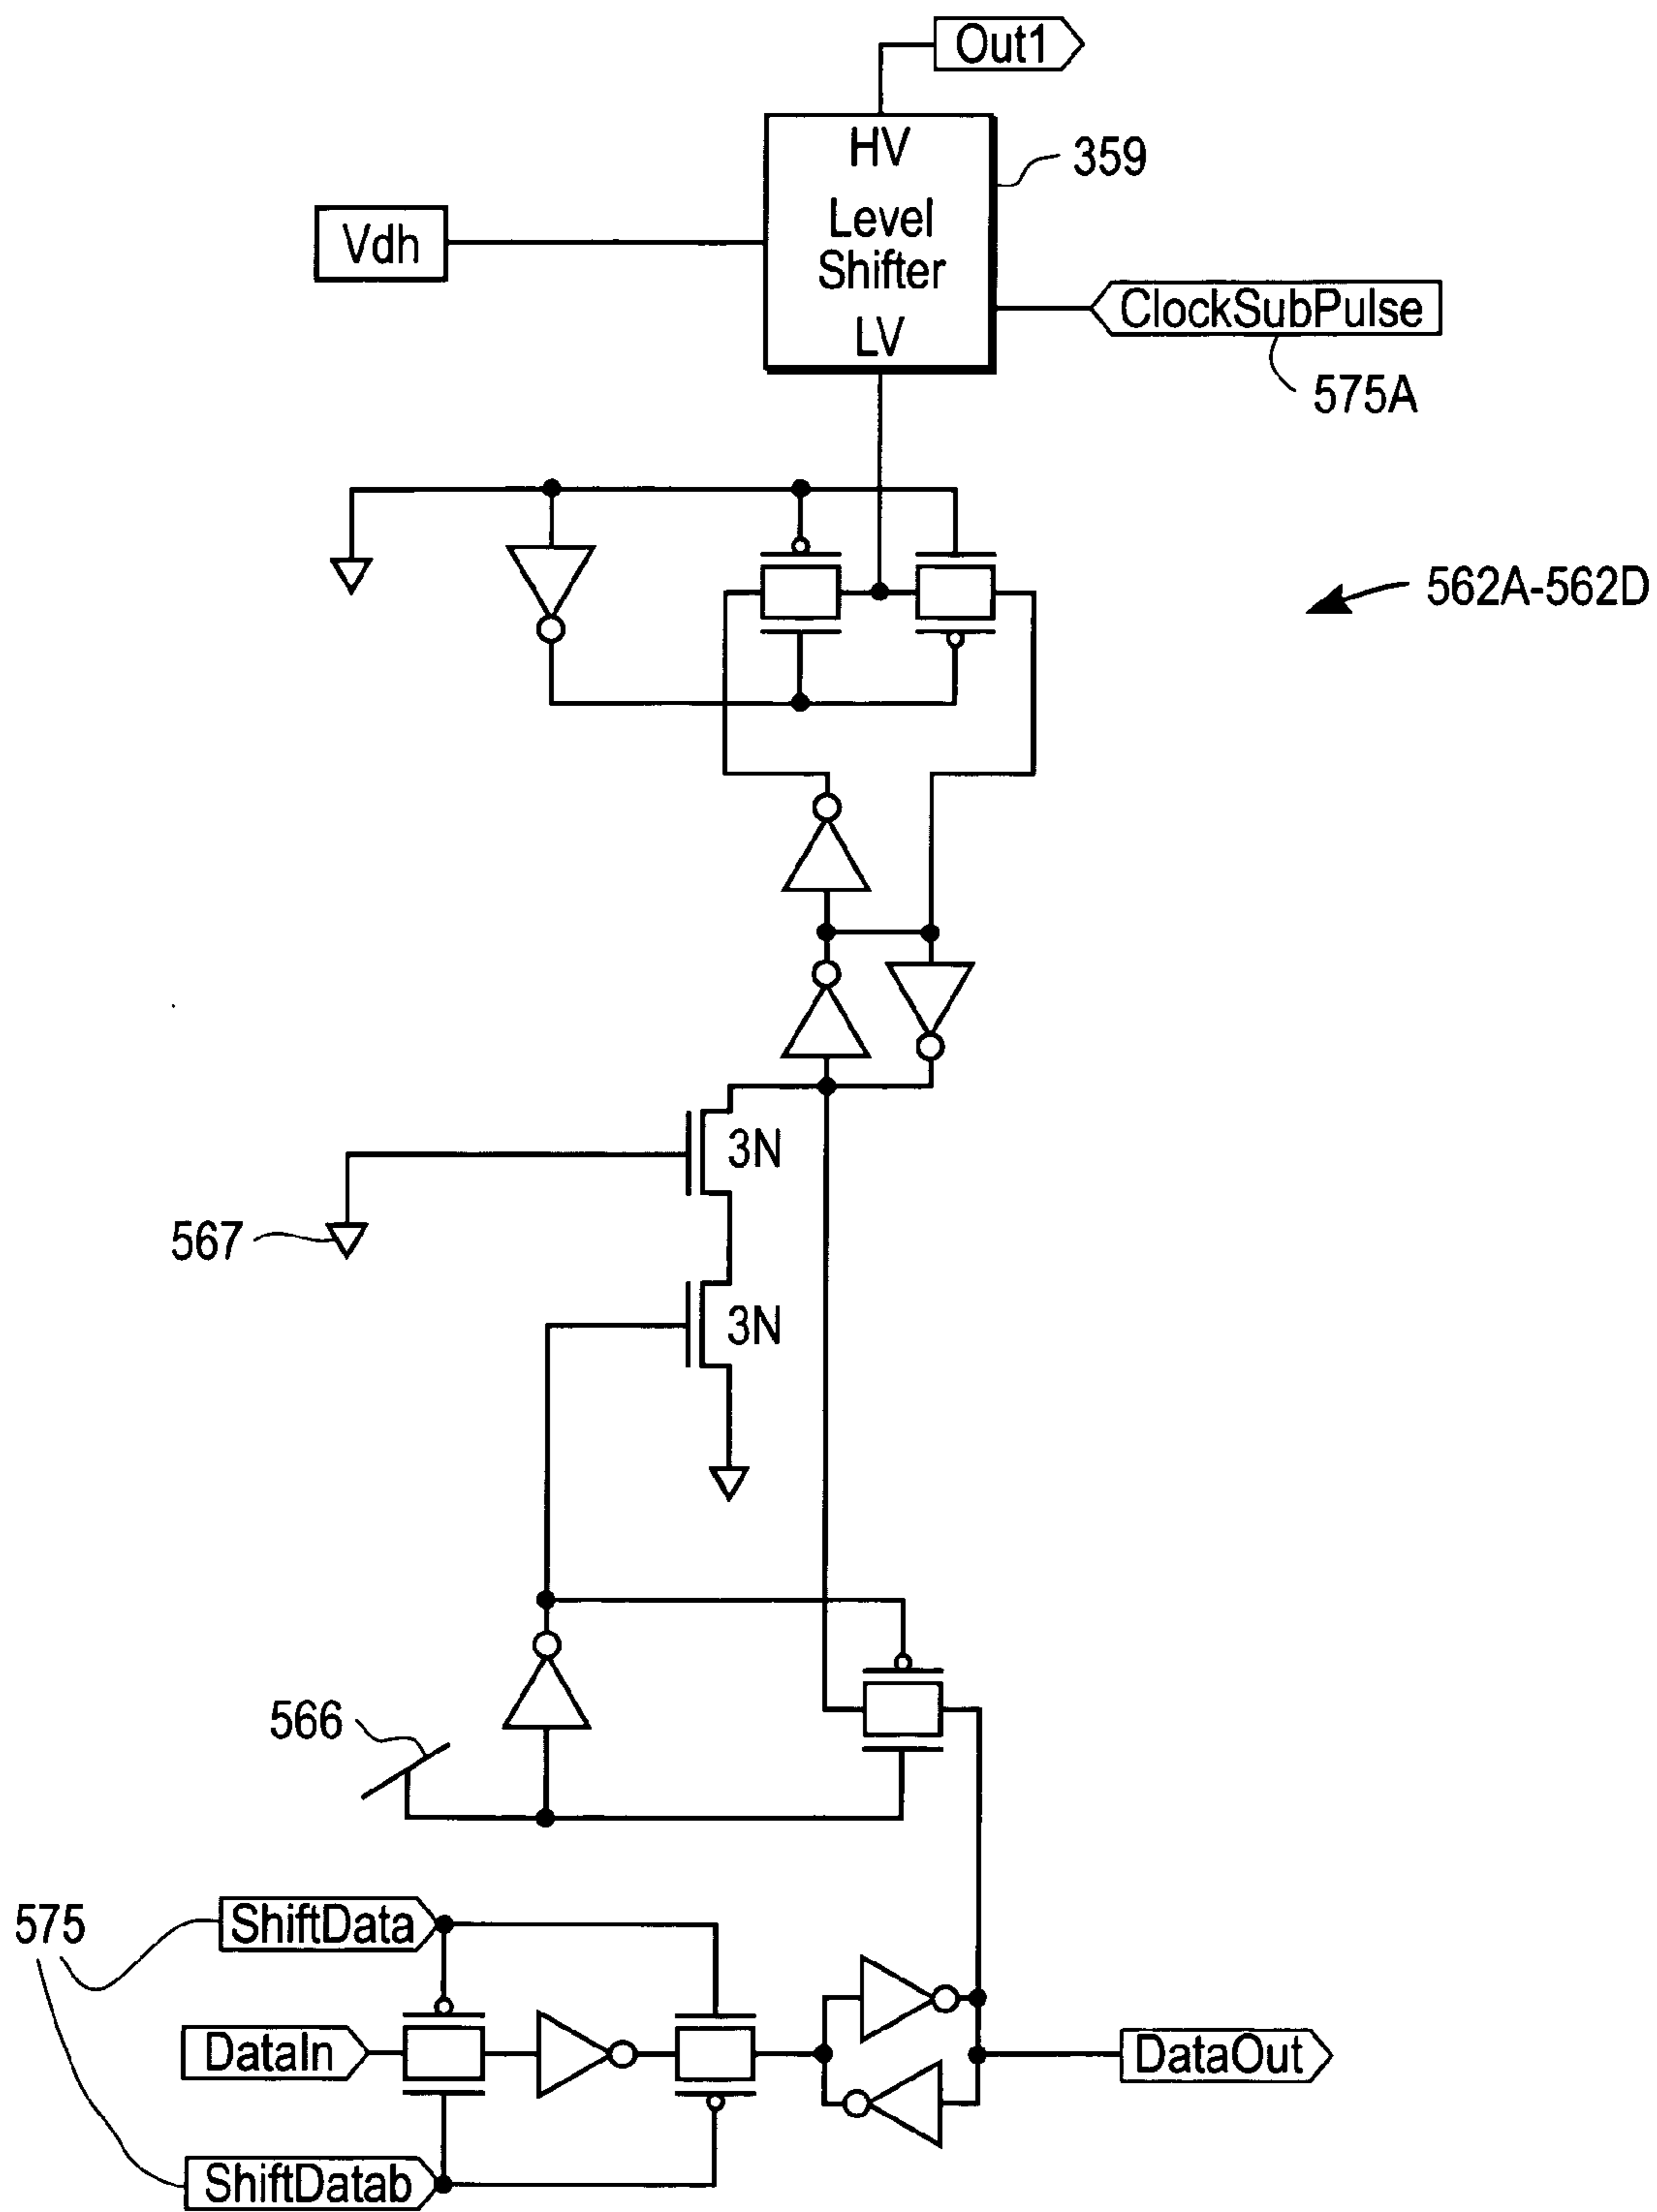 Out1
HV
359
Level
Vdh
Shifter
ClockSubPulse
LV
575A
562A-562D
3N
567
3N
566
ShiftData
575
DataIn
DataOut
ShiftDatab